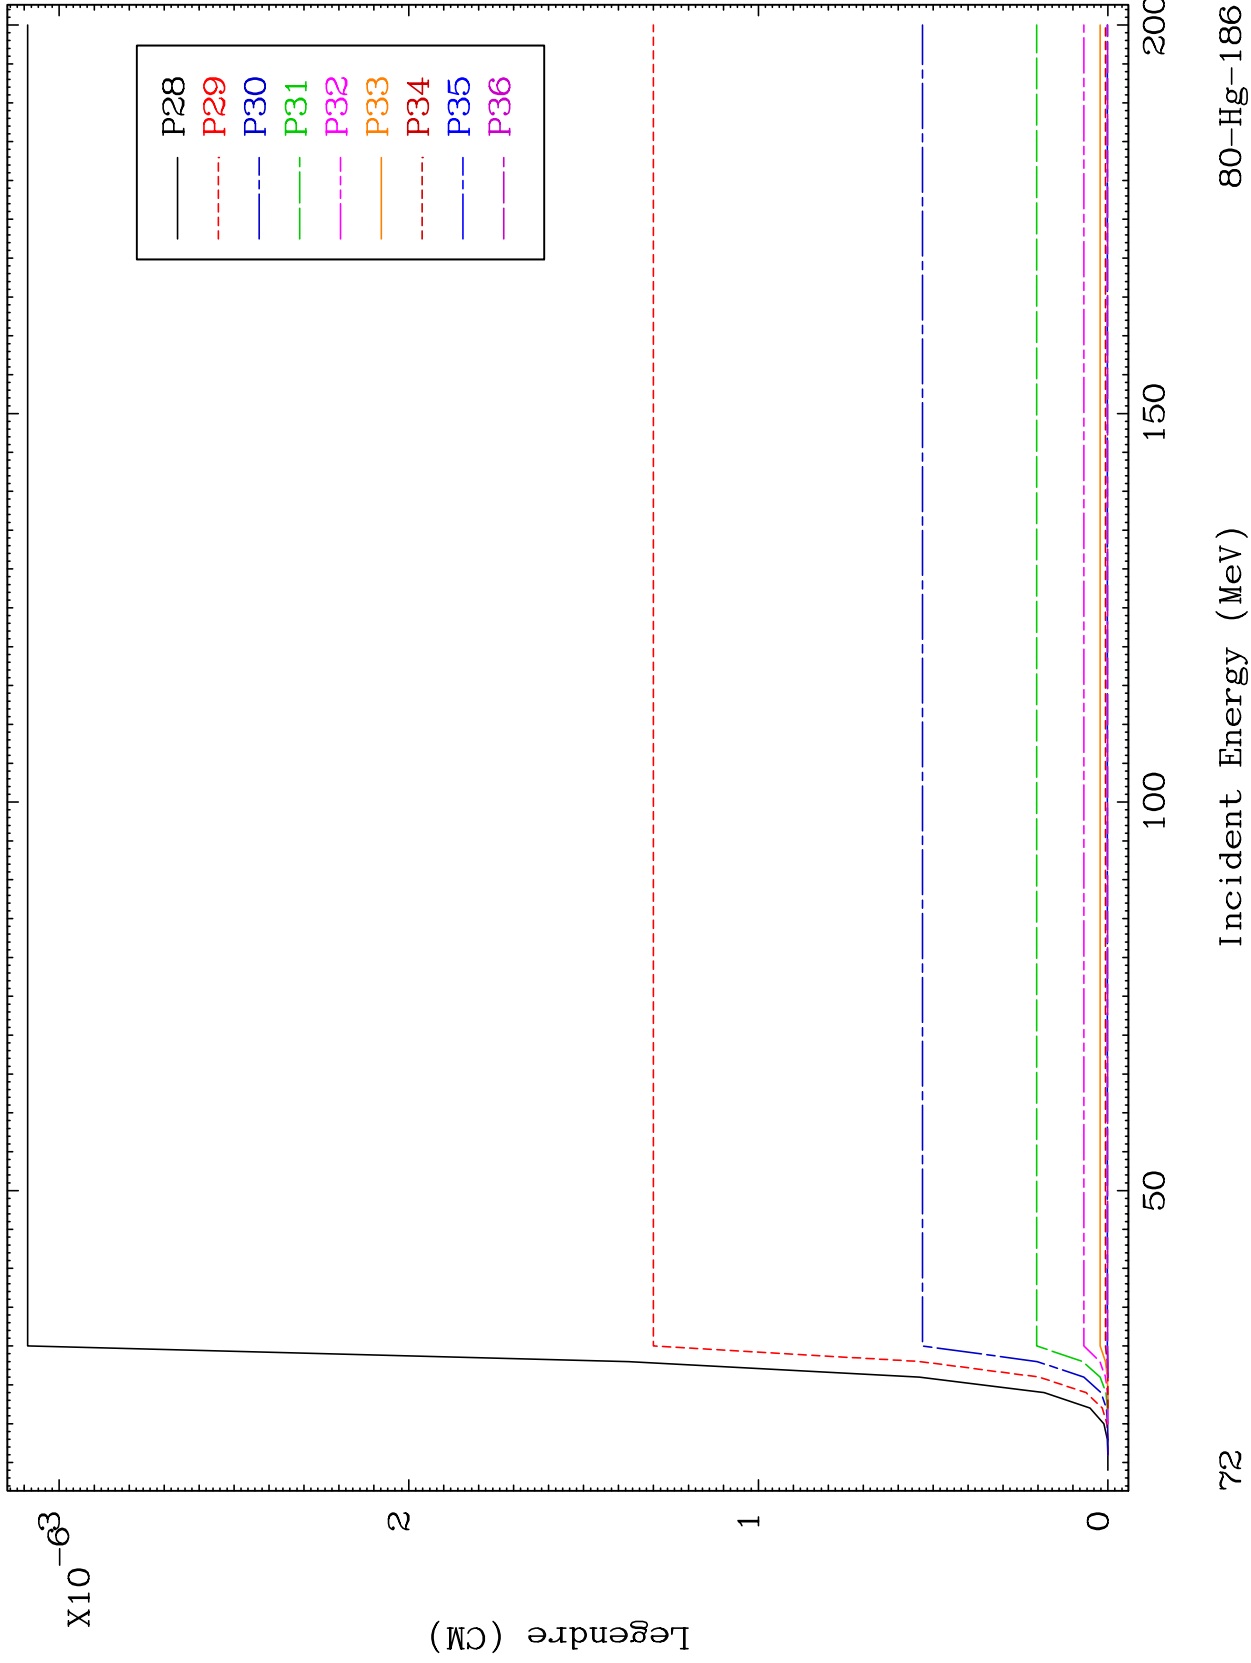 X10
-6
3
2
1
0
Legendre (CM)
P28
P29
P30
P31
P32
P33
P34
P35
P36
50
100
150
200
72
Incident Energy (MeV)
80-Hg-186